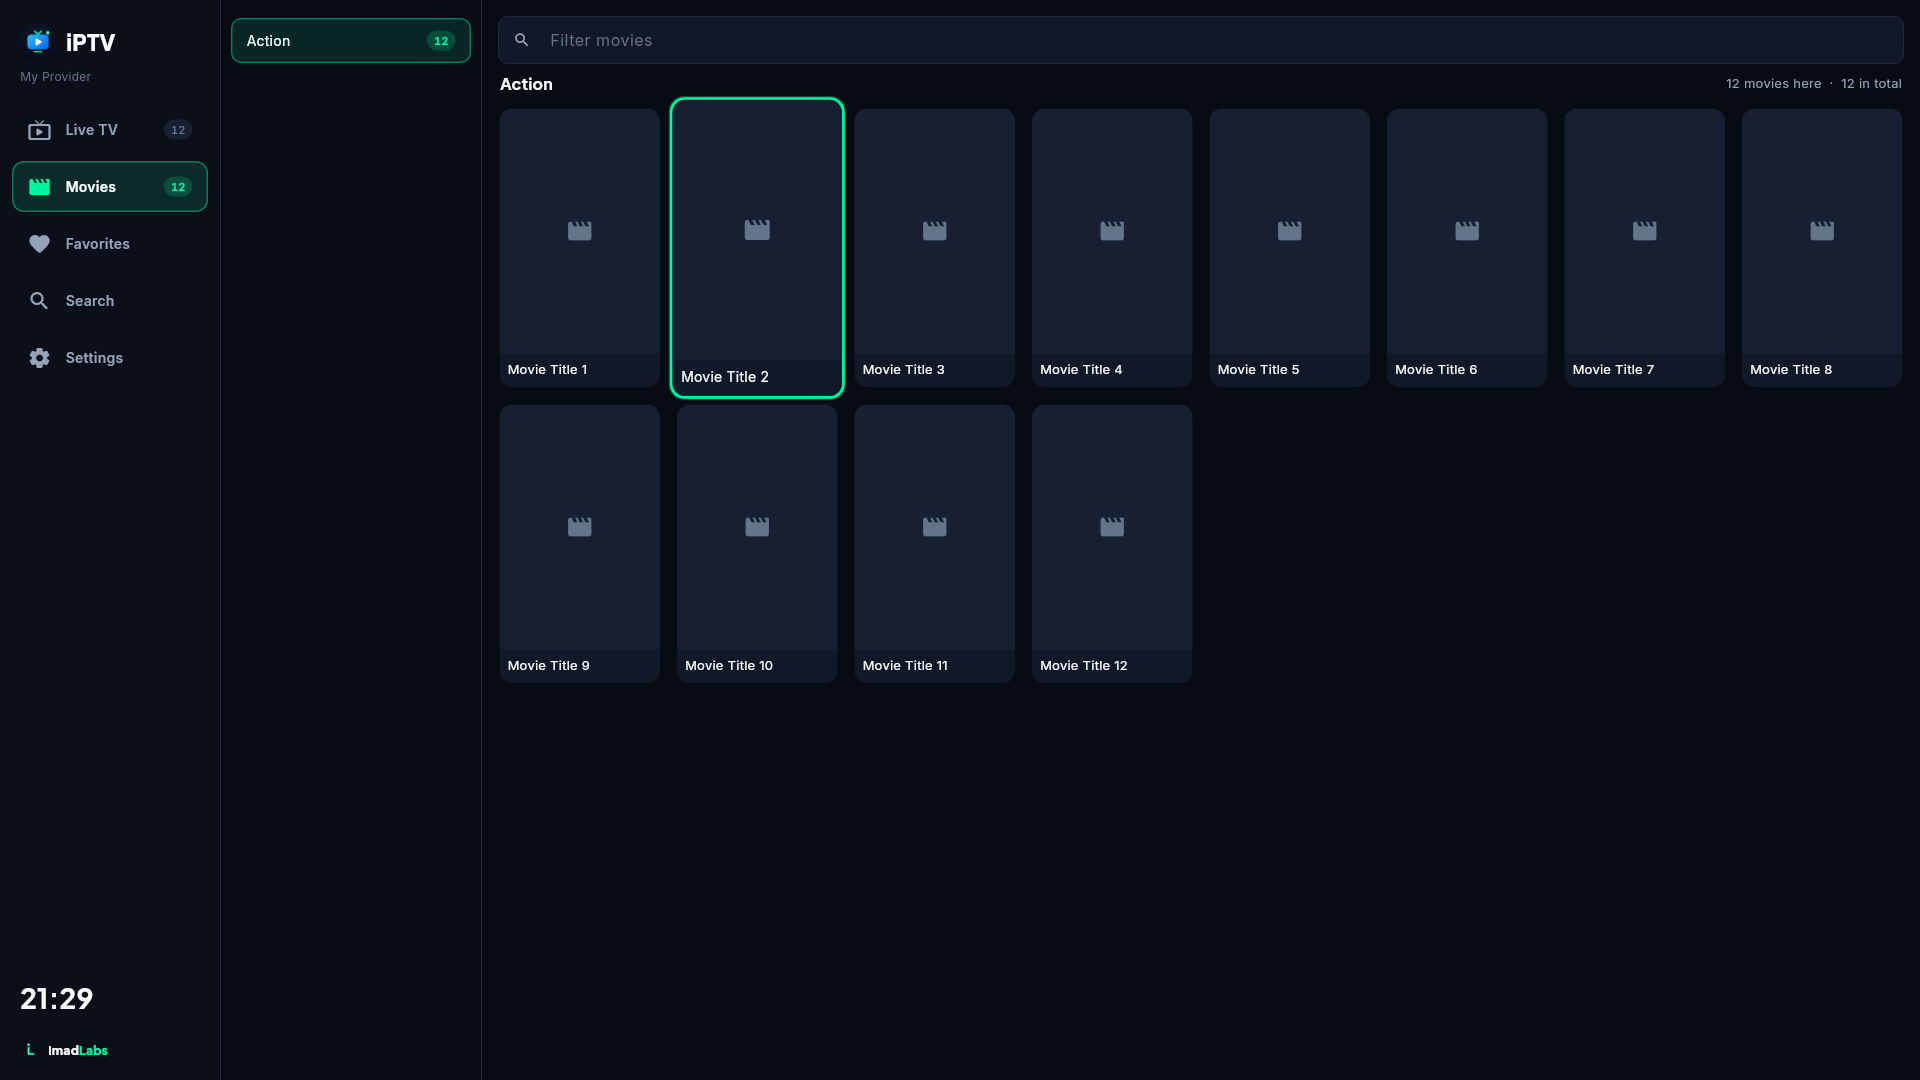 iPTV
My Provider
Live TV 12
Movies 12
Favorites
Search
Settings
21:29
ImadLabs
Action 12
Filter movies
Action
12 movies here · 12 in total
Movie Title 1
Movie Title 2
Movie Title 3
Movie Title 4
Movie Title 5
Movie Title 6
Movie Title 7
Movie Title 8
Movie Title 9
Movie Title 10
Movie Title 11
Movie Title 12